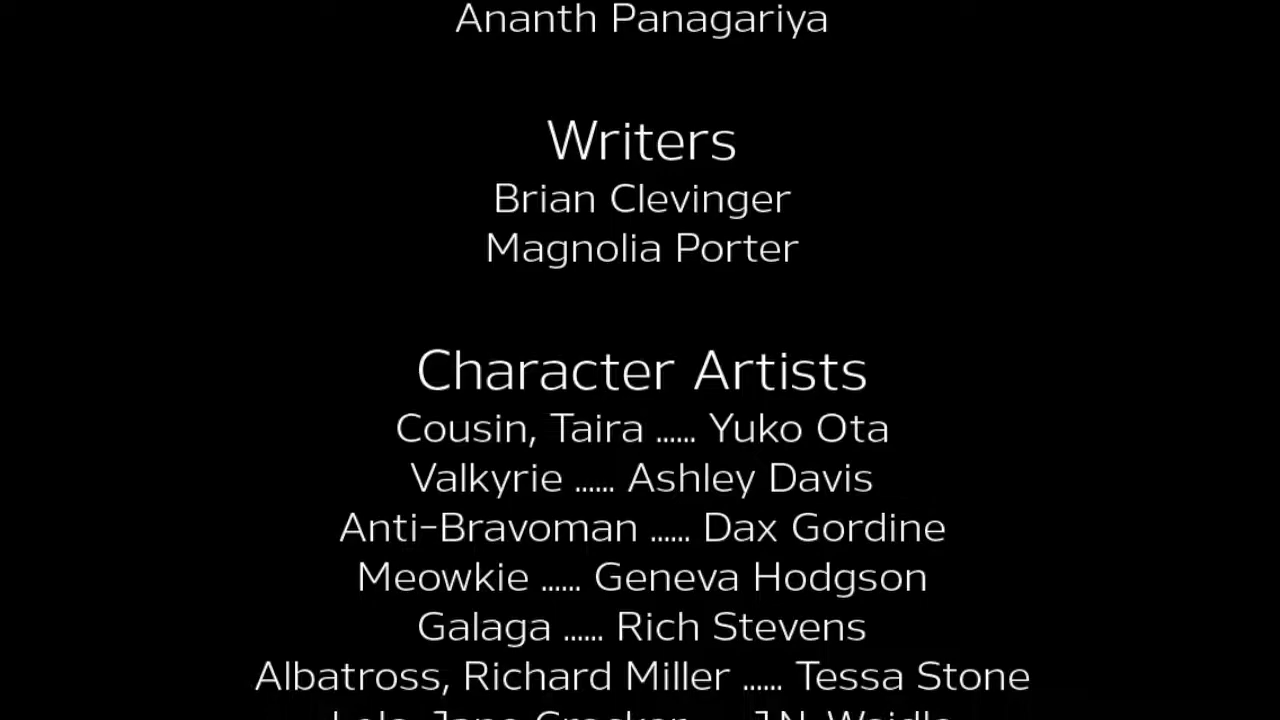 Ananth Panagariya
Writers
Brian Clevinger
Magnolia Porter
Character Artists
Cousin, Taira ...... Yuko Ota
Valkyrie ...... Ashley Davis
Anti-Bravoman ...... Dax Gordine
Meowkie ...... Geneva Hodgson
Galaga ...... Rich Stevens
Albatross, Richard Miller ...... Tessa Stone